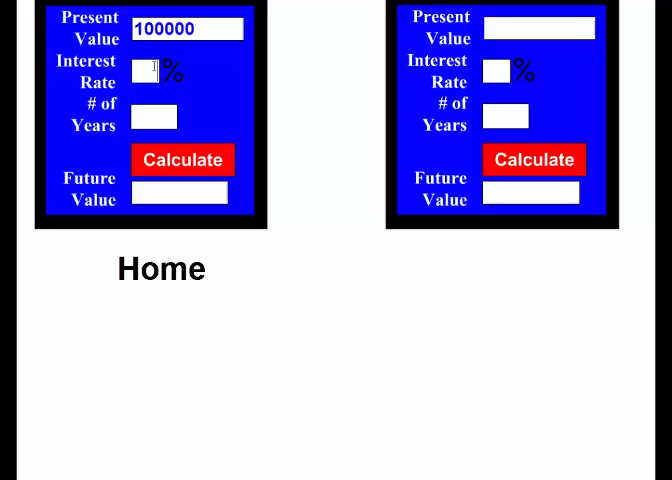 Present
Value 100000
Interest
Rate %
# of
Years
Calculate
Future
Value
Home
Present
Value
Interest
Rate %
# of
Years
Calculate
Future
Value